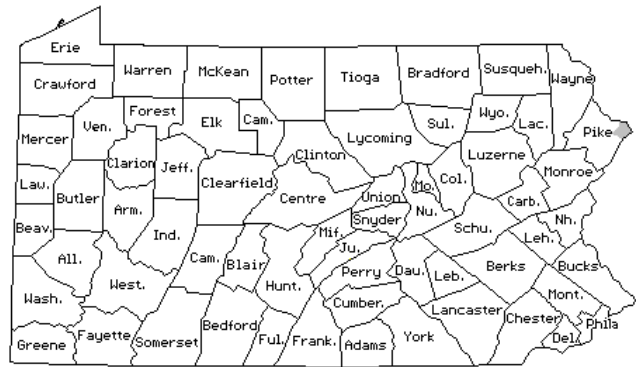 Erie
Crawford
Warren
McKean
Potter
Tioga
Bradford
Susqueh.
Wayne
Forest
Elk
Cam.
Mercer
Ven.
Clarion
Jeff.
Clearfield
Clinton
Lycoming
Sul.
Wyo.
Lac.
Pike
Luzerne
Monroe
Law.
Butler
Arm.
Centre
Union
Mo.
Col.
Carb.
Snyder
Nu.
Nh.
Beav.
Ind.
Mif.
Ju.
Schu.
Leh.
All.
West.
Cam.
Blair
Hunt.
Perry
Dau.
Leb.
Berks
Bucks
Wash.
Cumber.
Lancaster
Mont.
Chester
Phila
Greene
Fayette
Somerset
Bedford
Ful.
Frank.
Adams
York
Del.